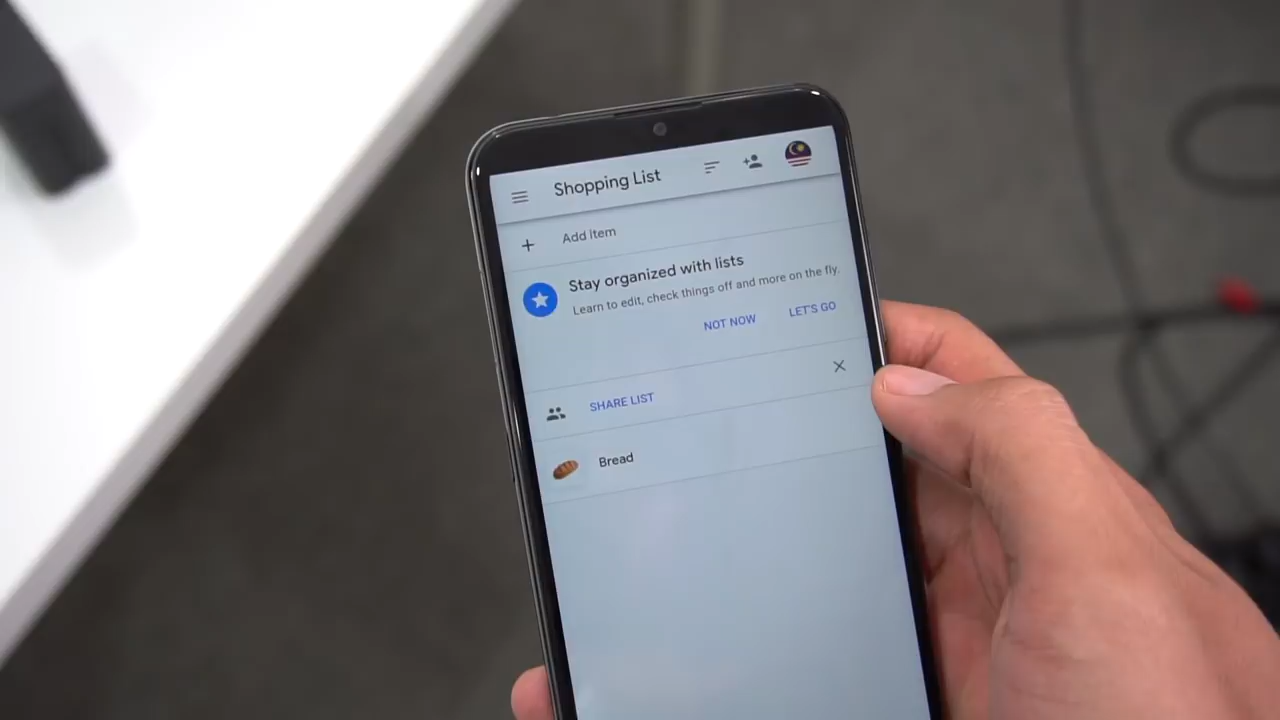 Shopping List
Add Item
Stay organized with lists
Learn to edit, check things off and more on the fly.
NOT NOW LET'S GO
SHARE LIST
Bread